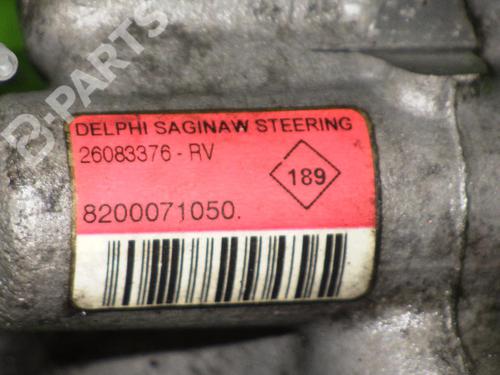 B-PARTS
DELPHI SAGINAW STEERING
26083376 - RV
189
8200071050.